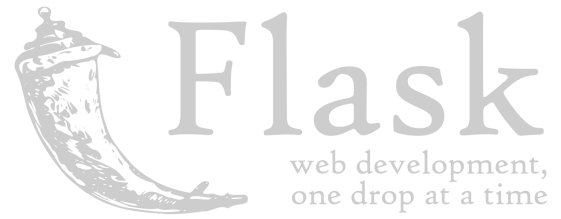 Flask
web development,
one drop at a time